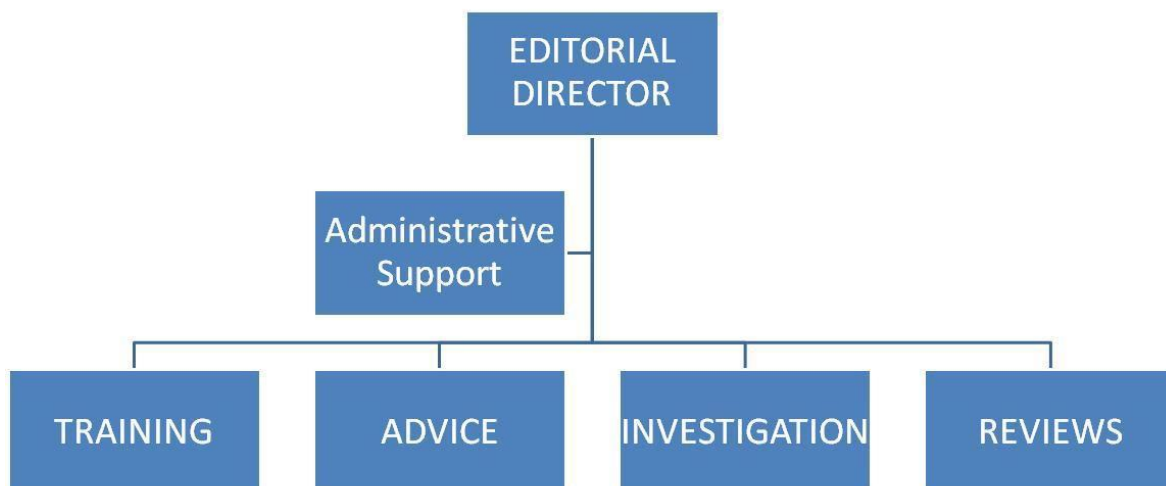 EDITORIAL
DIRECTOR
Administrative
Support
TRAINING
ADVICE
INVESTIGATION
REVIEWS